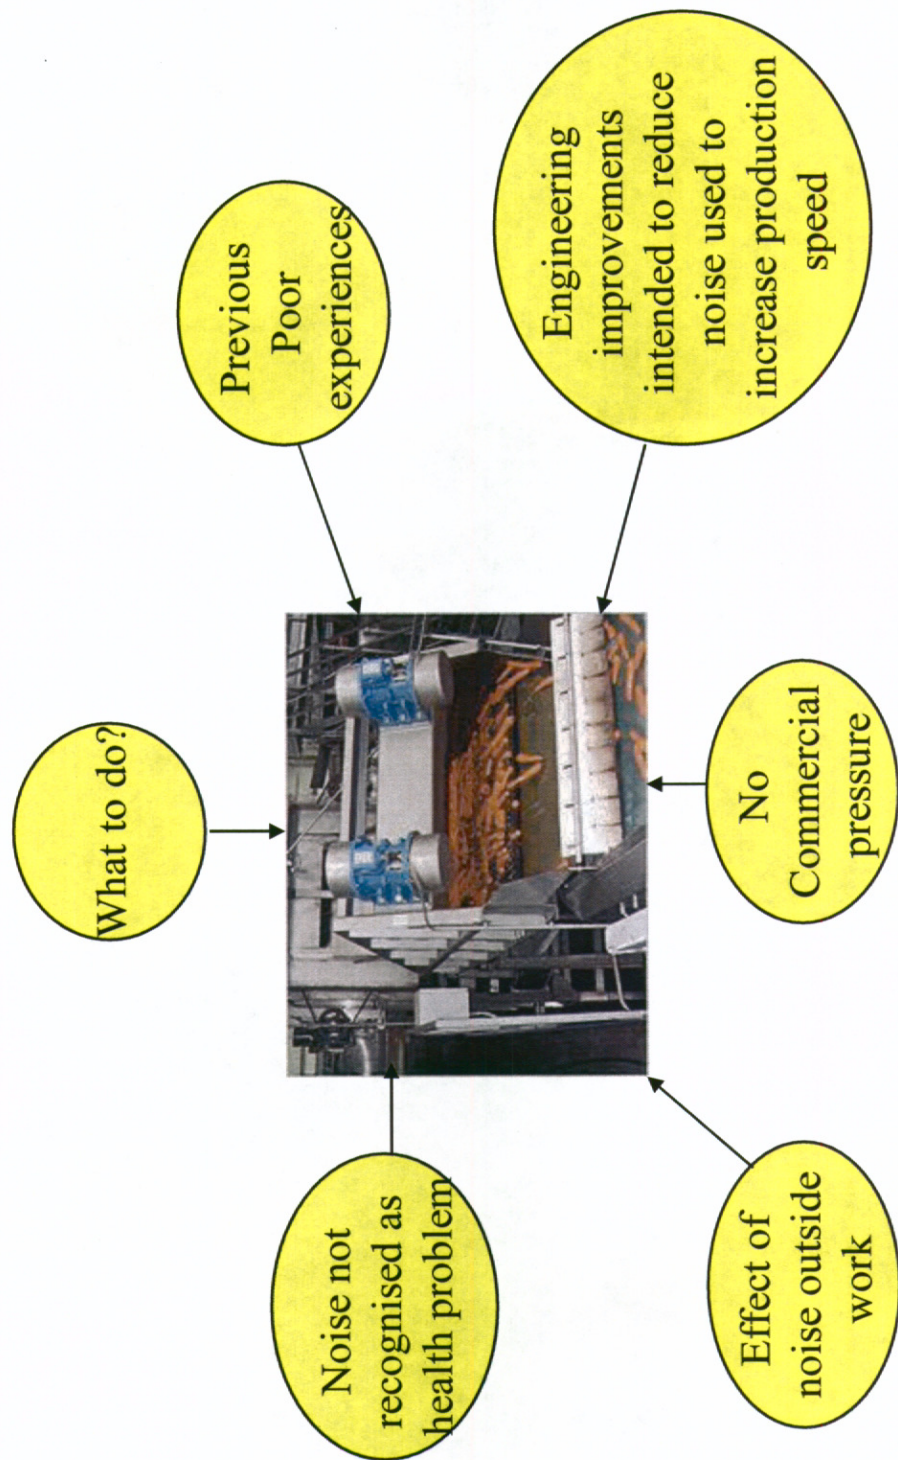 What to do?
Noise not
recognised as
health problem
Previous
Poor
experiences
Effect of
noise outside
work
No
Commercial
pressure
Engineering
improvements
intended to reduce
noise used to
increase production
speed